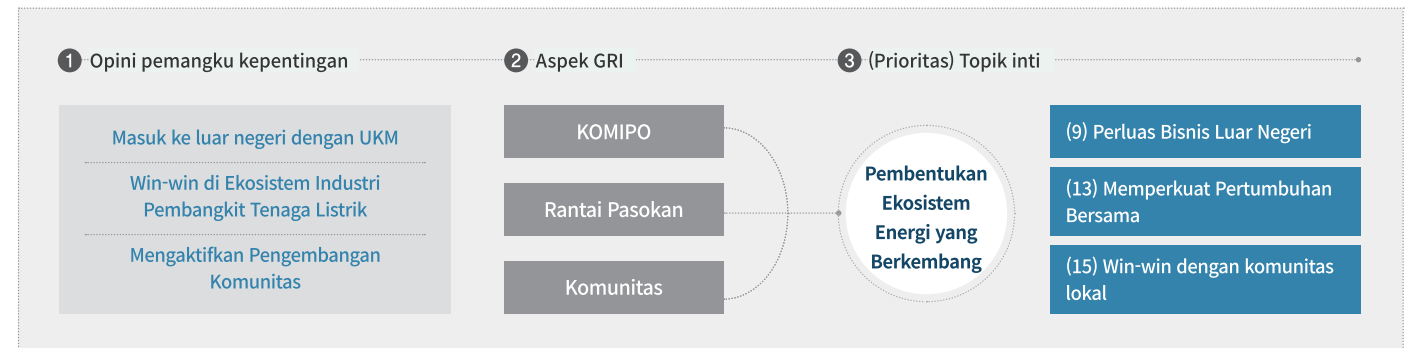 1 Opini pemangku kepentingan
Masuk ke luar negeri dengan UKM
Win-win di Ekosistem Industri
Pembangkit Tenaga Listrik
Mengaktifkan Pengembangan
Komunitas
2 Aspek GRI
KOMIPO
Rantai Pasokan
Komunitas
3 (Prioritas) Topik inti
Pembentukan
Ekosistem
Energi yang
Berkembang
(9) Perluas Bisnis Luar Negeri
(13) Memperkuat Pertumbuhan
Bersama
(15) Win-win dengan komunitas
lokal